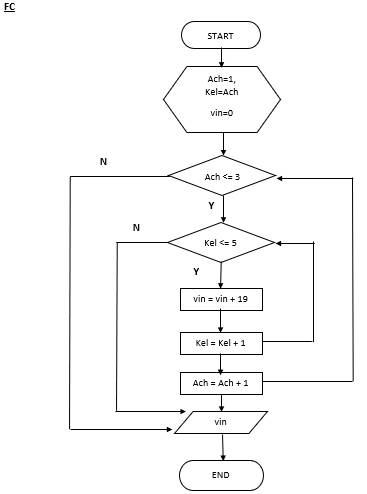 FC
START
Ach=1,
Kel=Ach
vin=0
N
Ach <= 3
Y
N
Kel <= 5
Y
vin = vin + 19
Kel = Kel + 1
Ach = Ach + 1
vin
END